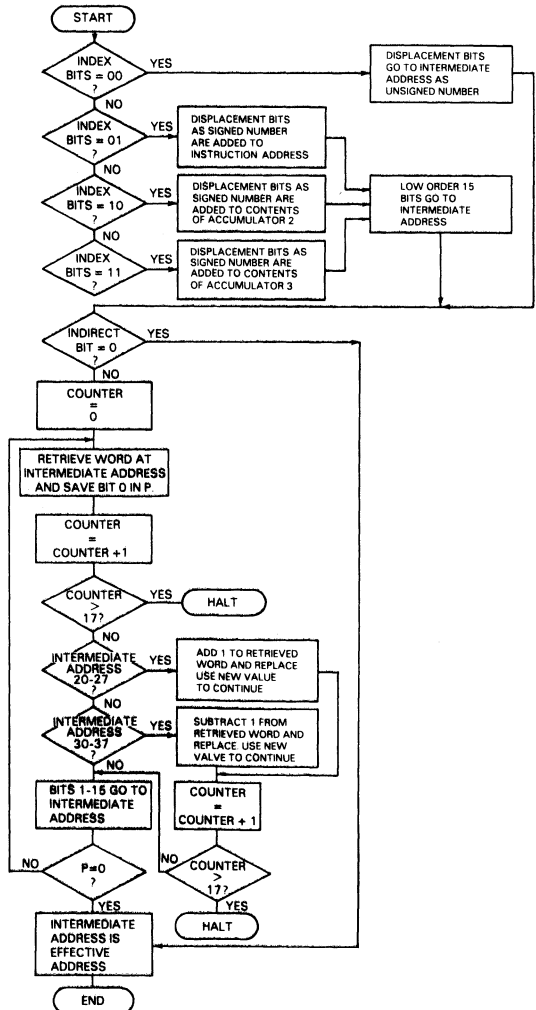 START
INDEX
BITS = 00
?
YES
DISPLACEMENT BITS
GO TO INTERMEDIATE
ADDRESS AS
UNSIGNED NUMBER
NO
INDEX
BITS = 01
?
YES
DISPLACEMENT BITS
AS SIGNED NUMBER
ARE ADDED TO
INSTRUCTION ADDRESS
NO
INDEX
BITS = 10
?
YES
DISPLACEMENT BITS AS
SIGNED NUMBER ARE
ADDED TO CONTENTS
OF ACCUMULATOR 2
LOW ORDER 15
BITS GO TO
INTERMEDIATE
ADDRESS
NO
INDEX
BITS = 11
?
YES
DISPLACEMENT BITS AS
SIGNED NUMBER ARE
ADDED TO CONTENTS
OF ACCUMULATOR 3
INDIRECT
BIT = 0
?
YES
NO
COUNTER
=
0
RETRIEVE WORD AT
INTERMEDIATE ADDRESS
AND SAVE BIT 0 IN P.
COUNTER
=
COUNTER +1
COUNTER
>
17?
YES
HALT
NO
INTERMEDIATE
ADDRESS
20-27
?
YES
ADD 1 TO RETRIEVED
WORD AND REPLACE
USE NEW VALUE
TO CONTINUE
NO
INTERMEDIATE
ADDRESS
30-37
?
YES
SUBTRACT 1 FROM
RETRIEVED WORD AND
REPLACE. USE NEW
VALVE TO CONTINUE
NO
BITS 1-15 GO TO
INTERMEDIATE
ADDRESS
COUNTER
=
COUNTER + 1
NO
P=0
?
NO
COUNTER
>
17?
YES
YES
HALT
INTERMEDIATE
ADDRESS IS
EFFECTIVE
ADDRESS
END